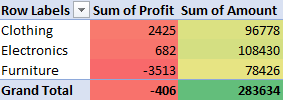 Row Labels Sum of Profit Sum of Amount
Clothing 2425 96778
Electronics 682 108430
Furniture -3513 78426
Grand Total -406 283634